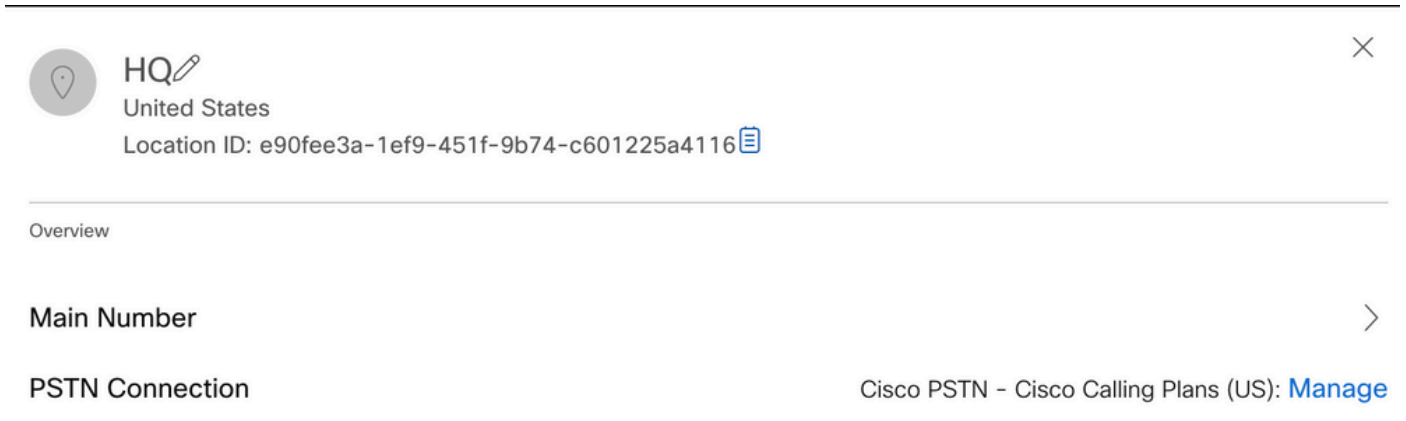 HQ
United States
Location ID: e90fee3a-1ef9-451f-9b74-c601225a4116
Overview
Main Number
PSTN Connection Cisco PSTN - Cisco Calling Plans (US): Manage